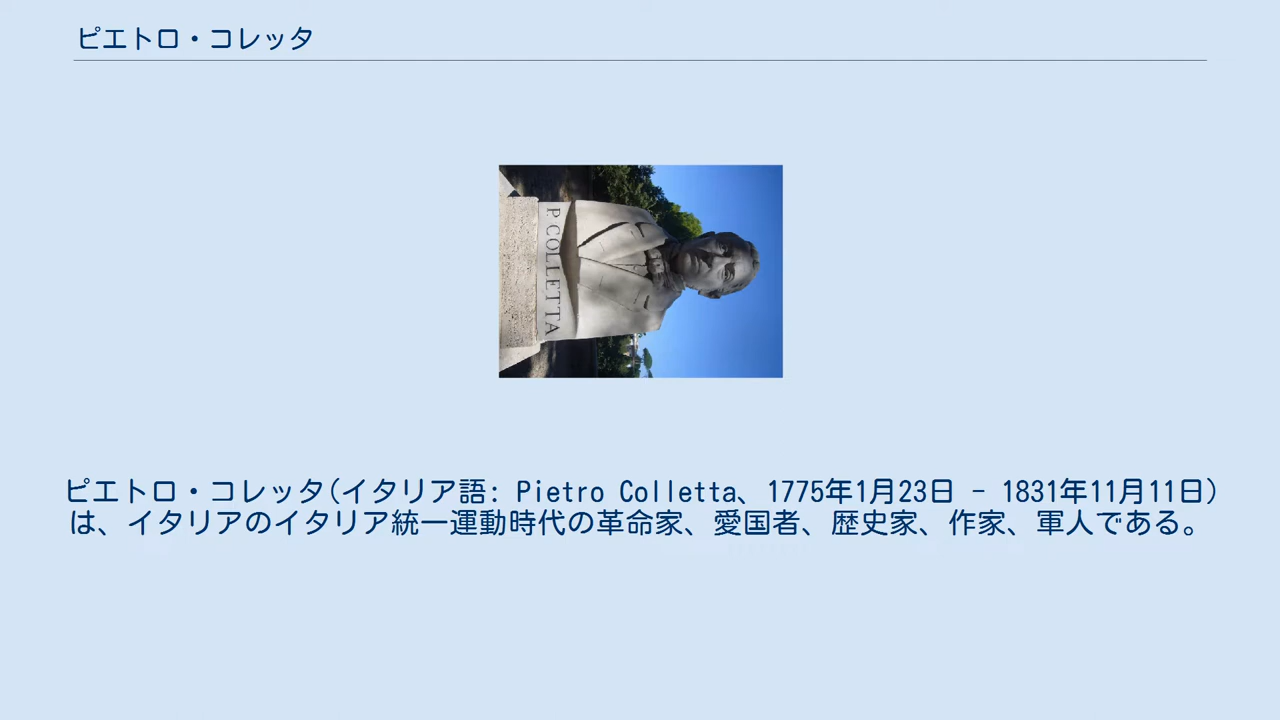 ピエトロ・コレッタ
P. COLLETTA
ピエトロ・コレッタ(イタリア語: Pietro Colletta、1775年1月23日 - 1831年11月11日)
は、イタリアのイタリア統一運動時代の革命家、愛国者、歴史家、作家、軍人である。